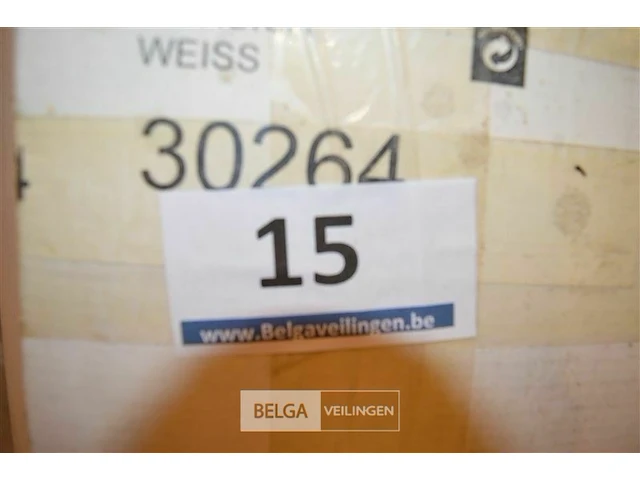 WEISS
30264
15
www.Belgaveilingen.be
BELGA VEILINGEN